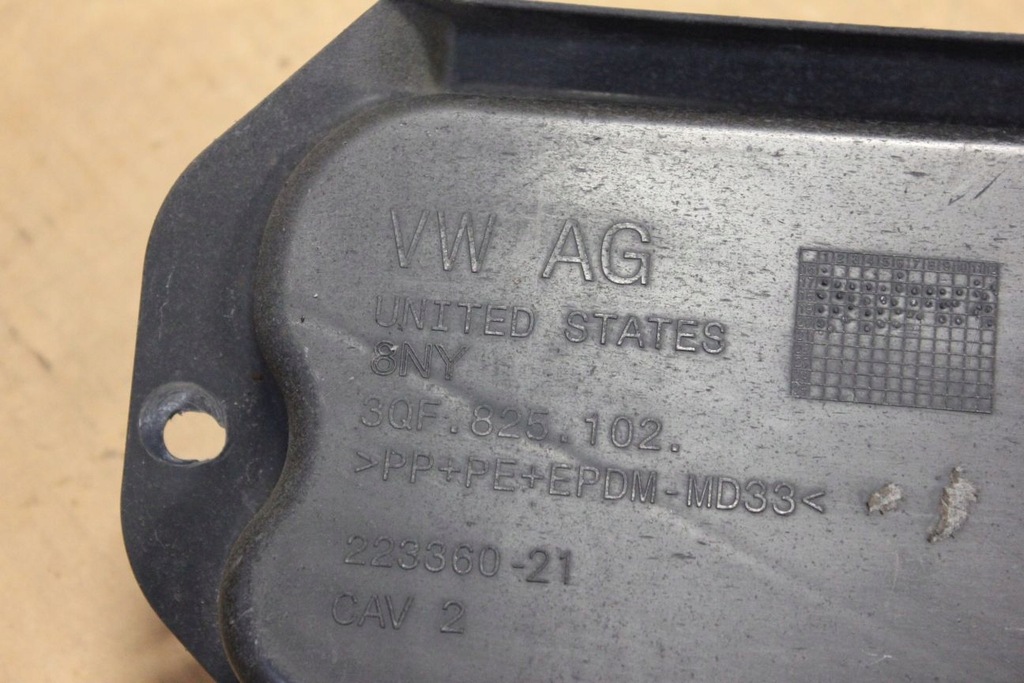 VW AG
UNITED STATES
8NY
3QF.825.102.
>PP+PE+EPDM-MD33<
223360-21
CAV 2